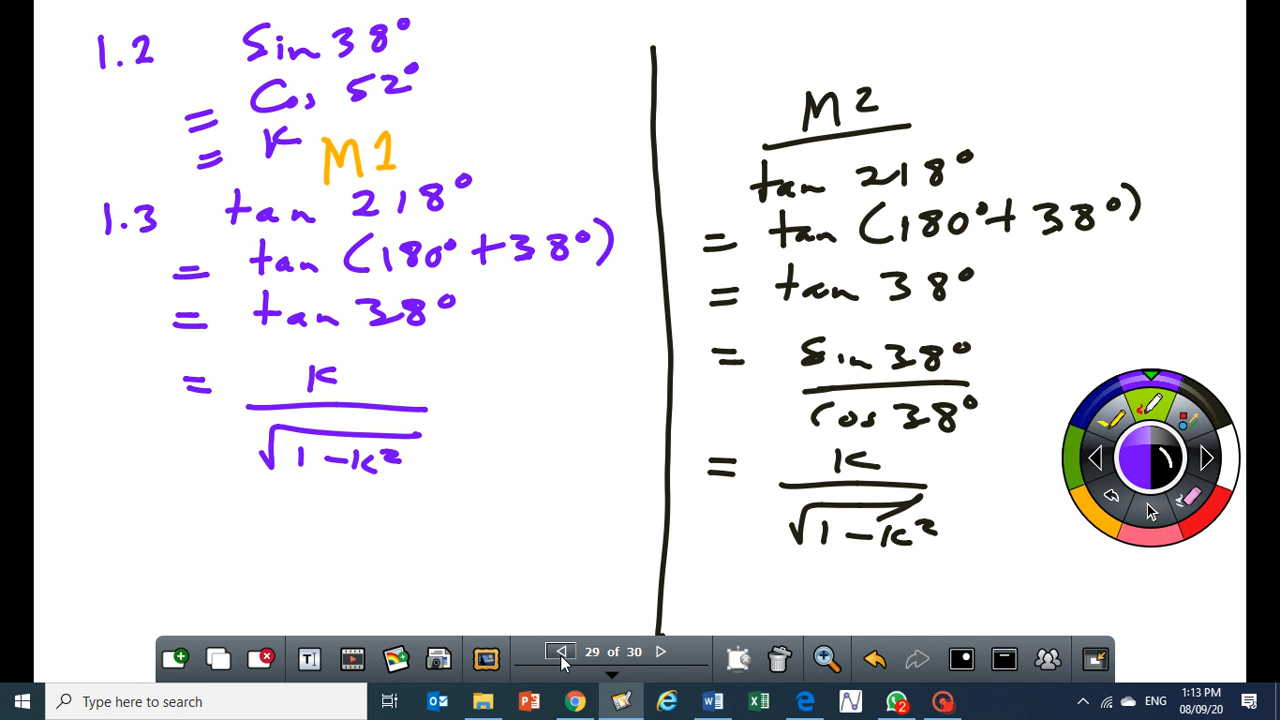 1.2 Sin 38°
= Cos 52°
= K
M1
1.3 tan 218°
= tan (180° + 38°)
= tan 38°
= K
√1 - K²
M2
tan 218°
= tan (180° + 38°)
= tan 38°
= Sin 38°
Cos 38°
= K
√1 - K²
29 of 30
Type here to search
2
ENG
1:13 PM
08/09/20